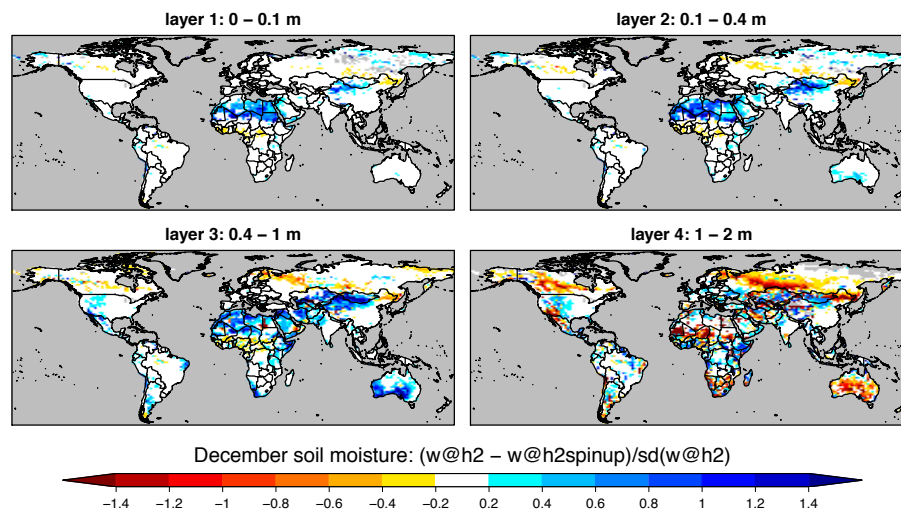 layer 1: 0 – 0.1 m
layer 2: 0.1 – 0.4 m
layer 3: 0.4 – 1 m
layer 4: 1 – 2 m
December soil moisture: (w@h2 − w@h2spinup)/sd(w@h2)
−1.4 −1.2 −1 −0.8 −0.6 −0.4 −0.2 0.2 0.4 0.6 0.8 1 1.2 1.4